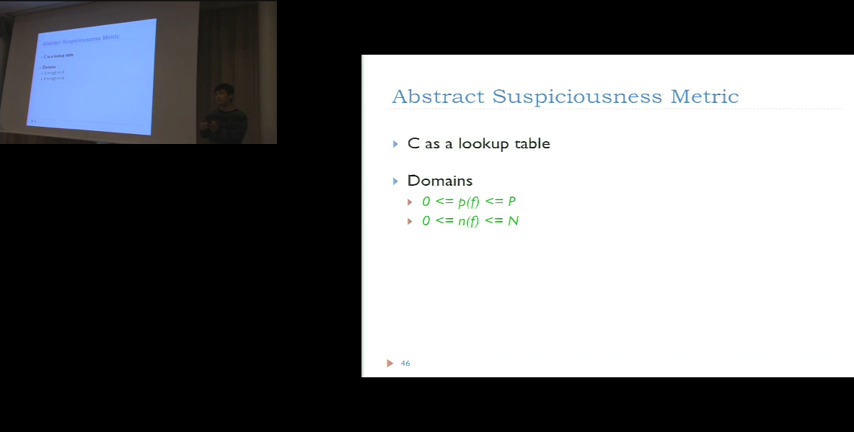 Abstract Suspiciousness Metric
C as a lookup table
Domains
0 <= p(f) <= P
0 <= n(f) <= N
46